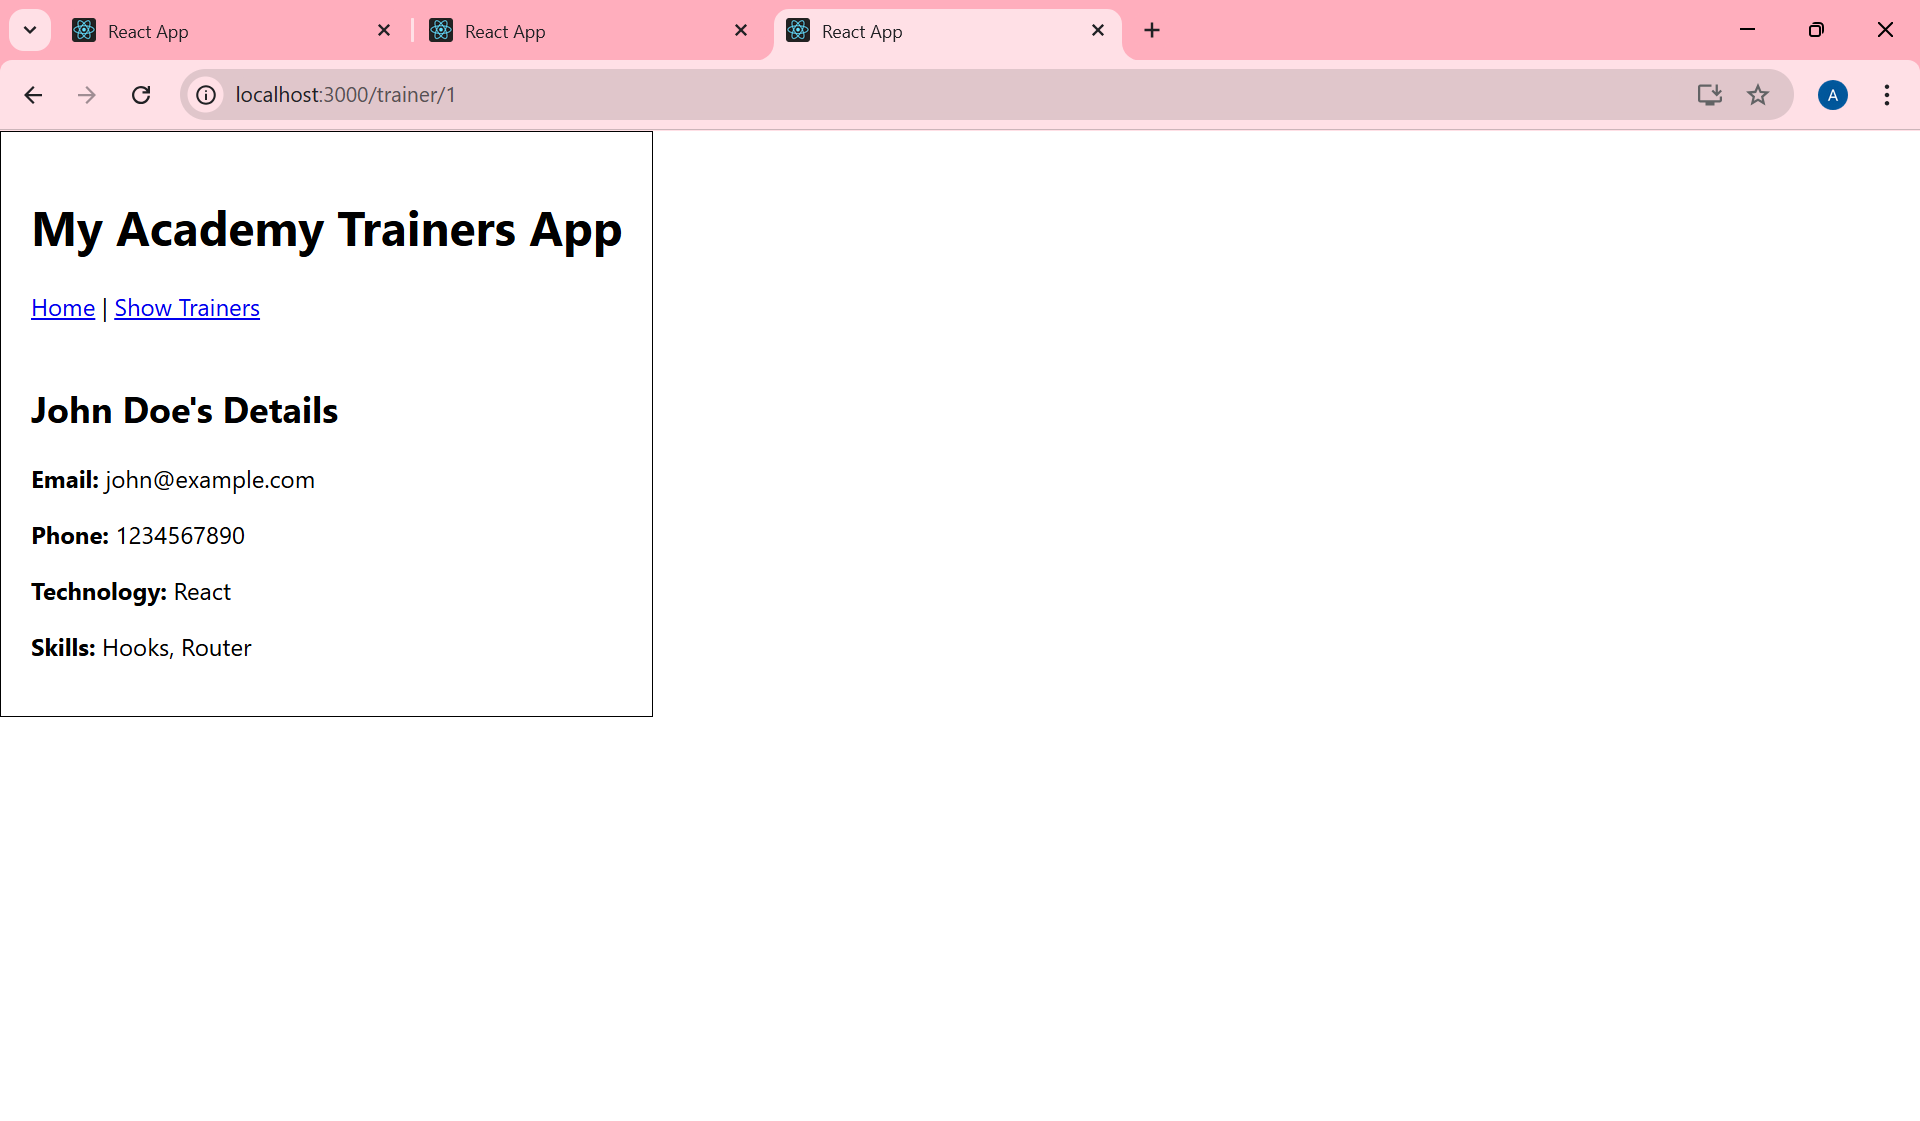 React App
React App
React App
localhost:3000/trainer/1
A
My Academy Trainers App
Home | Show Trainers
John Doe's Details
Email: john@example.com
Phone: 1234567890
Technology: React
Skills: Hooks, Router